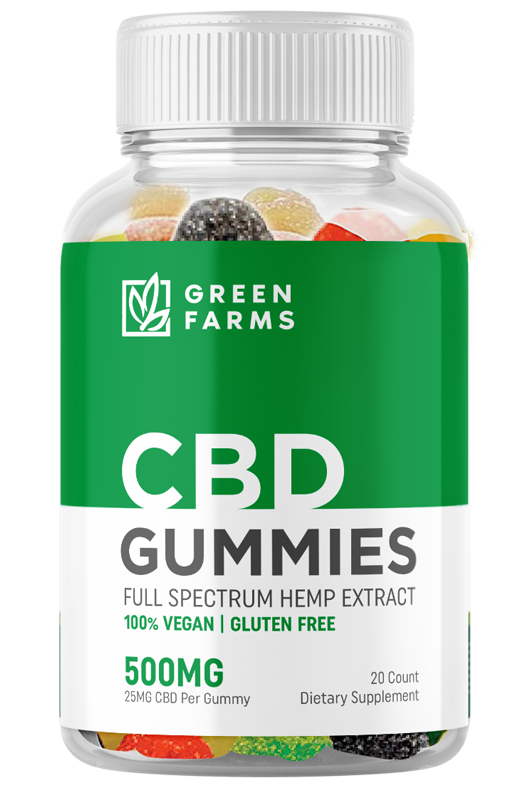 GREEN
FARMS
CBD
GUMMIES
FULL SPECTRUM HEMP EXTRACT
100% VEGAN | GLUTEN FREE
500MG
25MG CBD Per Gummy
20 Count
Dietary Supplement